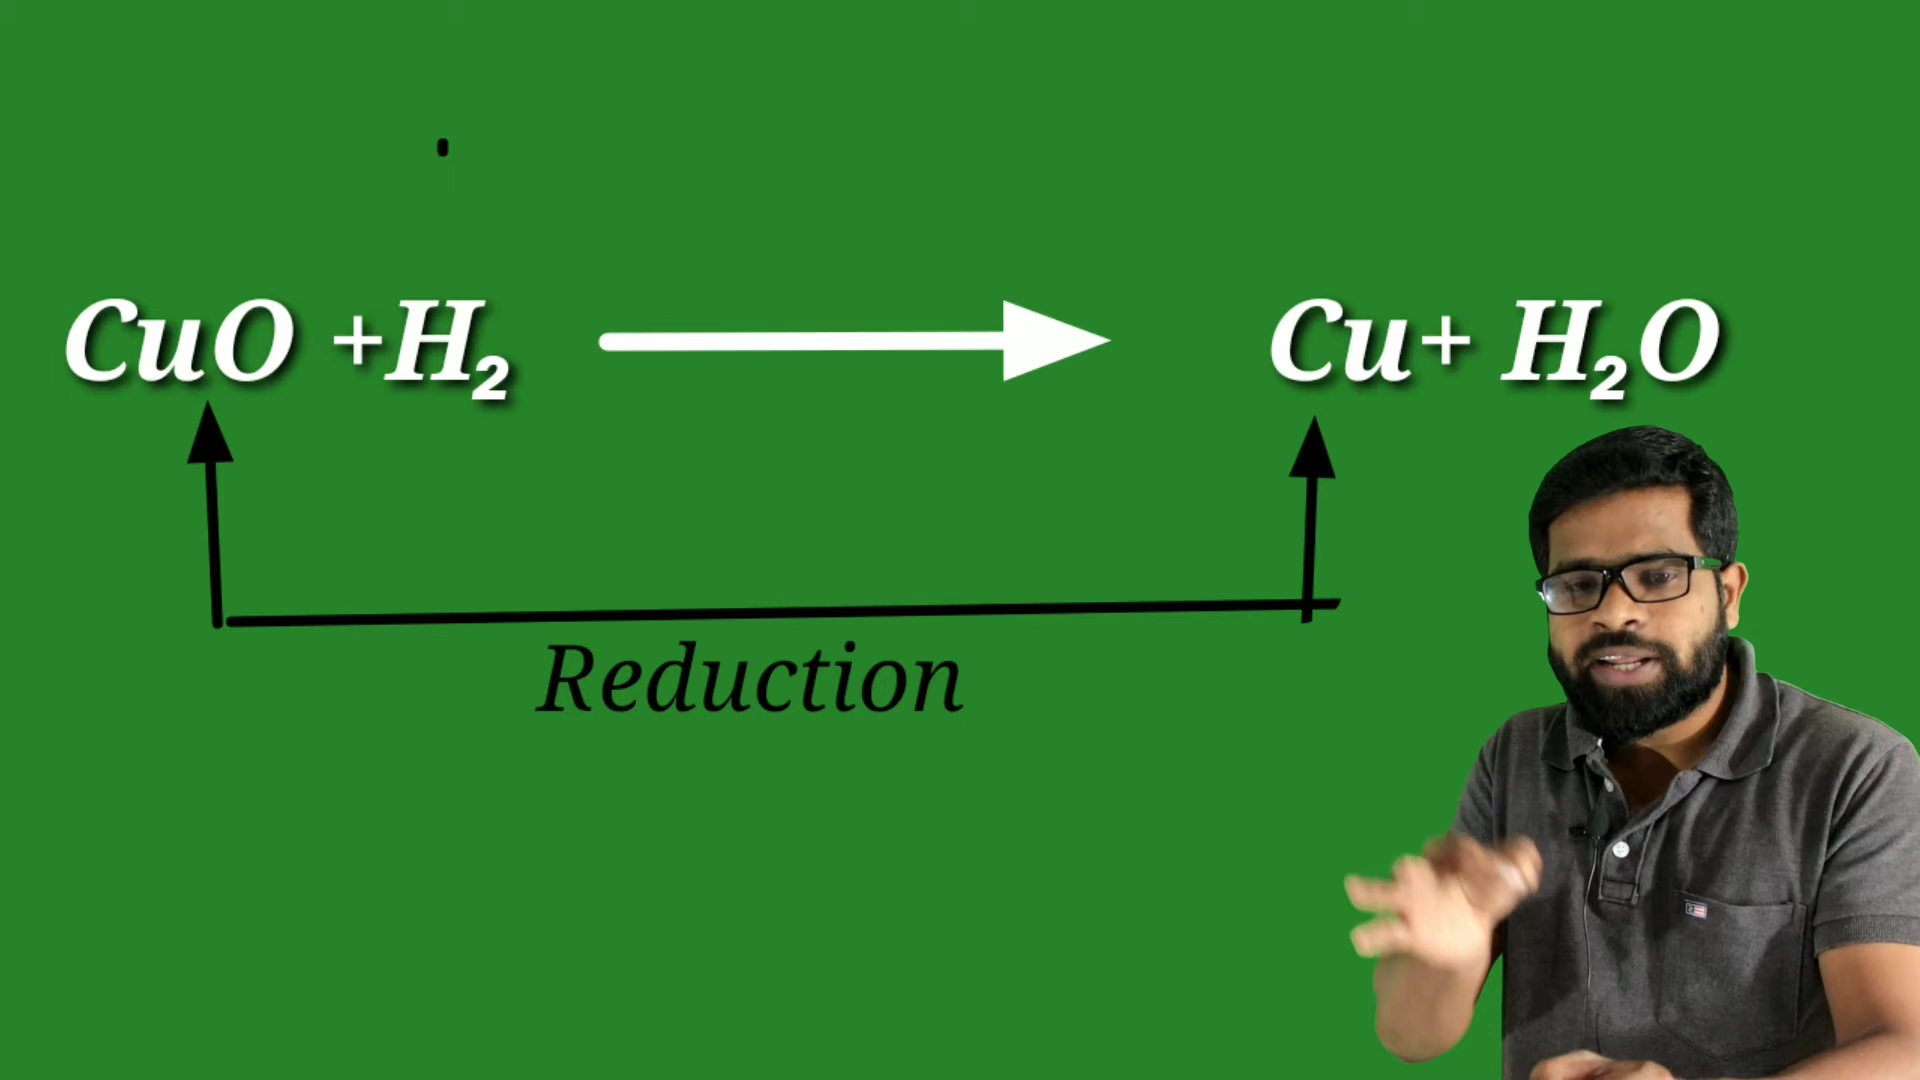 CuO +H₂ Cu+ H₂O
Reduction